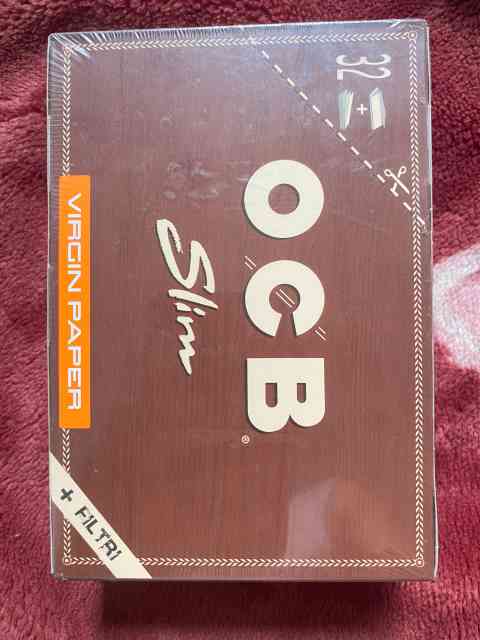 32
+
OCB®
Slim
VIRGIN PAPER
+ FILTRI